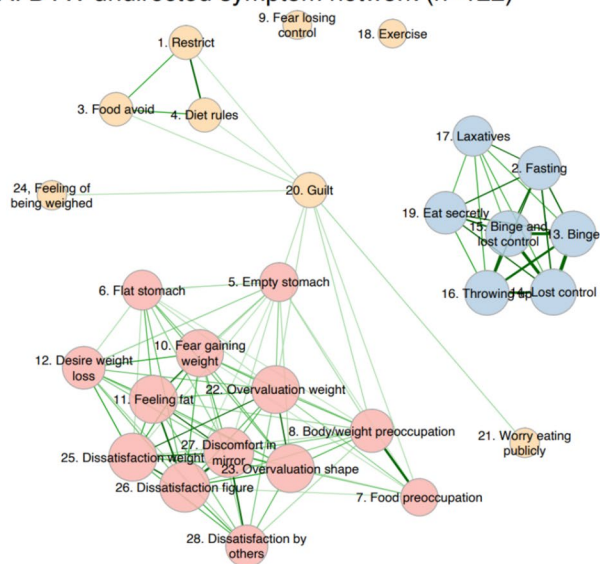 9. Fear losing
control
18. Exercise
1. Restrict
3. Food avoid
4. Diet rules
17. Laxatives
2. Fasting
24, Feeling of
being weighed
20. Guilt
19. Eat secretly
15. Binge and
lost control
13. Binge
16. Throwing up
Lost control
6. Flat stomach
5. Empty stomach
10. Fear gaining
weight
12. Desire weight
loss
11. Feeling fat
22. Overvaluation weight
8. Body/weight preoccupation
21. Worry eating
publicly
27. Discomfort in
mirror
25. Dissatisfaction weight
23. Overvaluation shape
26. Dissatisfaction figure
7. Food preoccupation
28. Dissatisfaction by
others